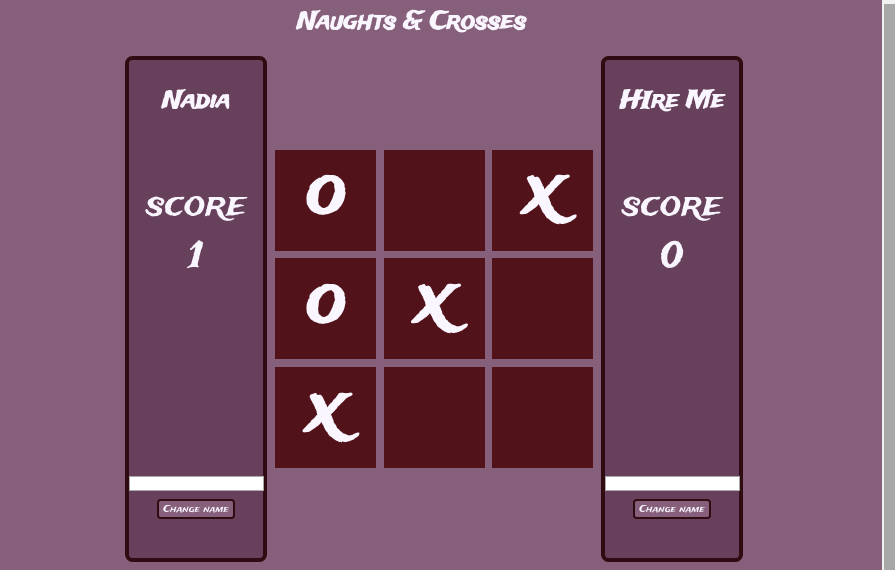 Naughts & Crosses
Nadia
HIre Me
SCORE
1
SCORE
0
O X
O X
X
Change name
Change name